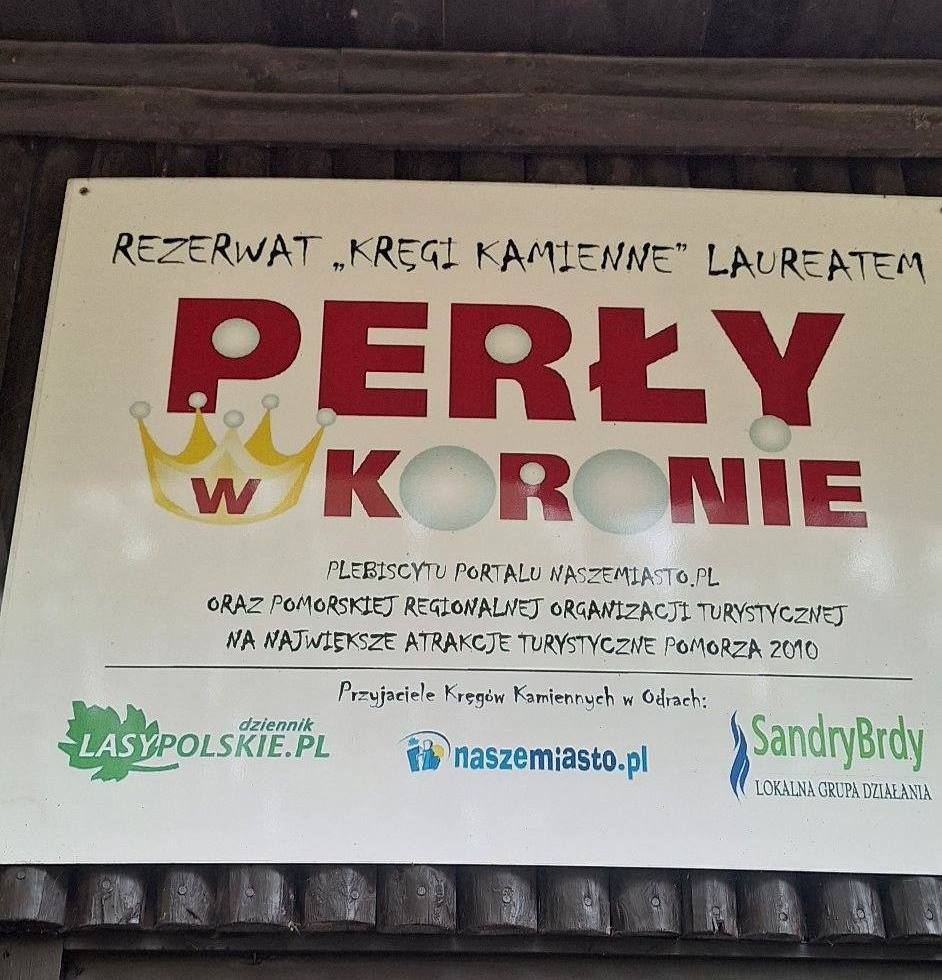 REZERWAT „KRĘGI KAMIENNE” LAUREATEM
PERŁY
W KORONIE
PLEBISCYTU PORTALU NASZEMIASTO.PL
ORAZ POMORSKIEJ REGIONALNEJ ORGANIZACJI TURYSTYCZNEJ
NA NAJWIĘKSZE ATRAKCJE TURYSTYCZNE POMORZA 2010
Przyjaciele Kręgów Kamiennych w Odrach:
dziennik
LASYPOLSKIE.PL
naszemiasto.pl
SandryBrdy
LOKALNA GRUPA DZIAŁANIA